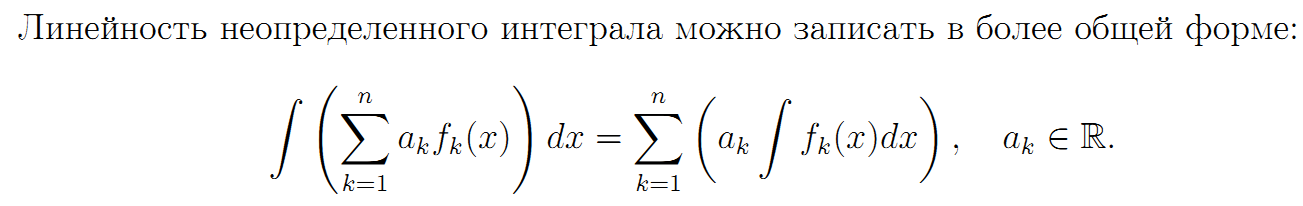 Линейность неопределенного интеграла можно записать в более общей форме:
∫ (∑_{k=1}^{n} a_k f_k(x)) dx = ∑_{k=1}^{n} (a_k ∫ f_k(x)dx), a_k ∈ ℝ.